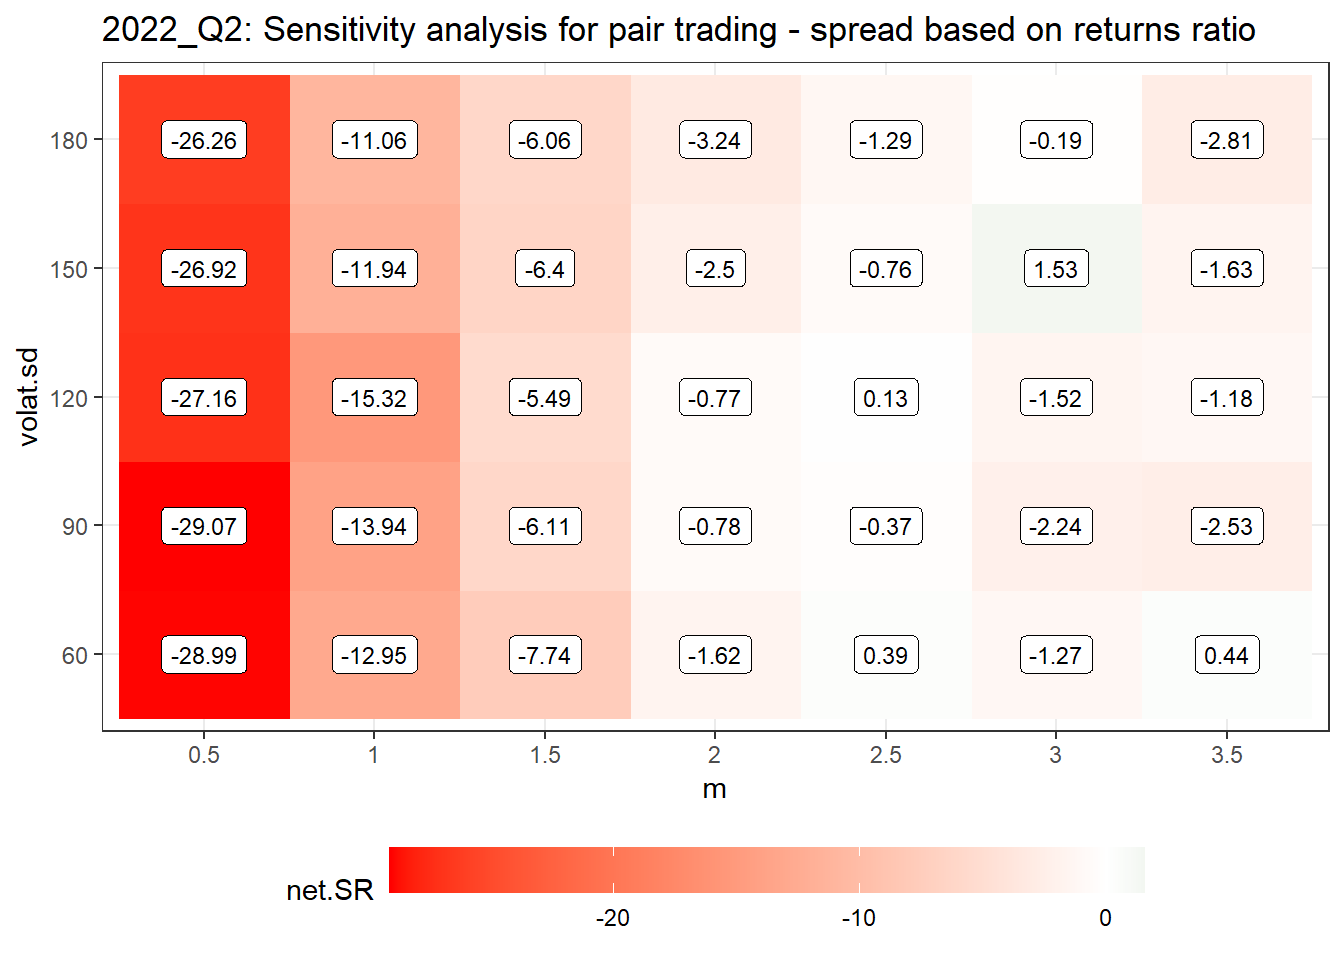 2022_Q2: Sensitivity analysis for pair trading - spread based on returns ratio
volat.sd
180 -26.26 -11.06 -6.06 -3.24 -1.29 -0.19 -2.81
150 -26.92 -11.94 -6.4 -2.5 -0.76 1.53 -1.63
120 -27.16 -15.32 -5.49 -0.77 0.13 -1.52 -1.18
90 -29.07 -13.94 -6.11 -0.78 -0.37 -2.24 -2.53
60 -28.99 -12.95 -7.74 -1.62 0.39 -1.27 0.44
0.5 1 1.5 2 2.5 3 3.5
m
net.SR
-20 -10 0